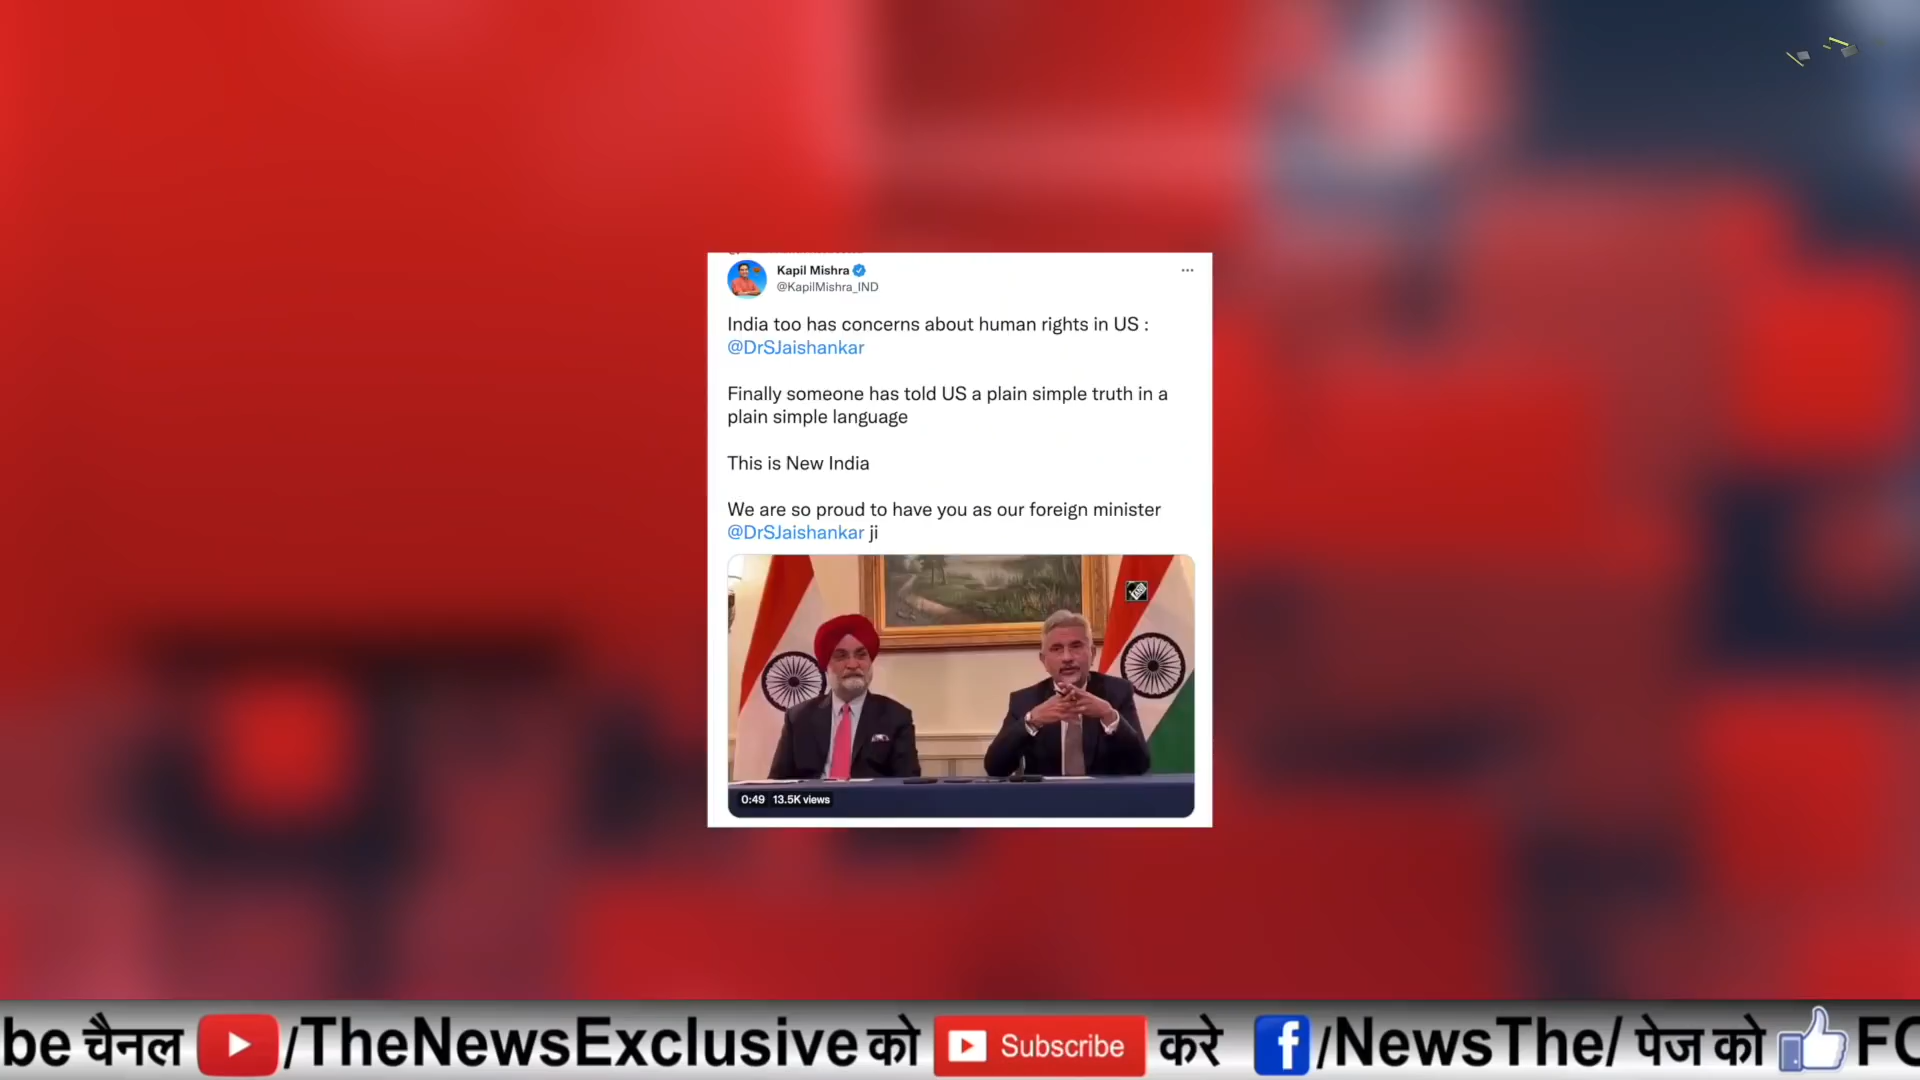 Kapil Mishra
@KapilMishra_IND
India too has concerns about human rights in US :
@DrSJaishankar
Finally someone has told US a plain simple truth in a
plain simple language
This is New India
We are so proud to have you as our foreign minister
@DrSJaishankar ji
ANI
0:49 13.5K views
be चैनल /TheNewsExclusive को Subscribe करे f/NewsThe/ पेज को FO